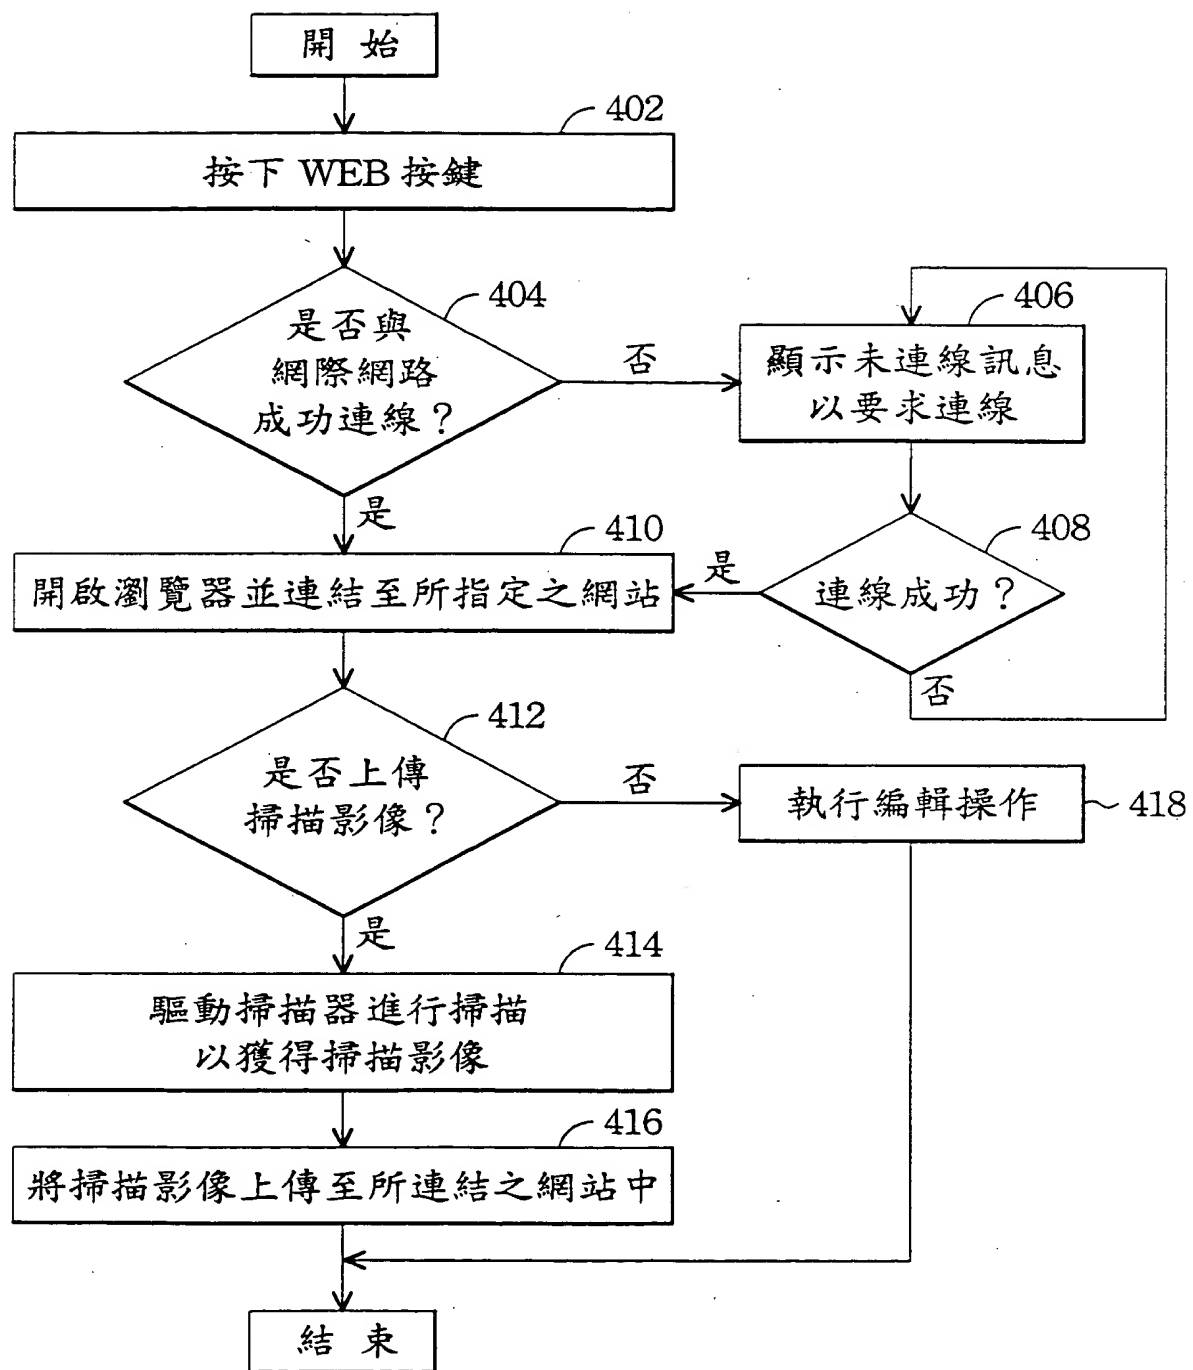 開始
402
按下 WEB 按鍵
404
是否與
網際網路
成功連線？
否
406
顯示未連線訊息
以要求連線
是
410
開啟瀏覽器並連結至所指定之網站
408
連線成功？
是
否
412
是否上傳
掃描影像？
否
執行編輯操作
418
是
414
驅動掃描器進行掃描
以獲得掃描影像
416
將掃描影像上傳至所連結之網站中
結束